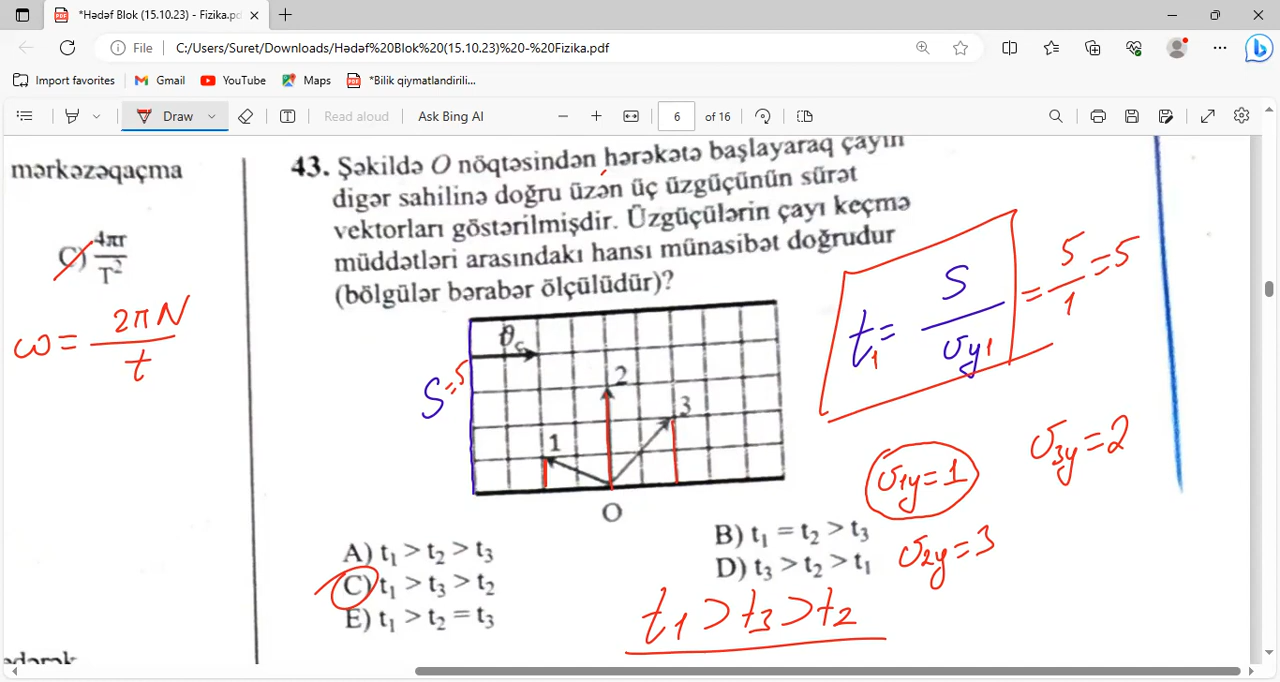 *Hədəf Blok (15.10.23) - Fizika.pd
File
C:/Users/Suret/Downloads/Hədəf%20Blok%20(15.10.23)%20-%20Fizika.pdf
Import favorites
Gmail
YouTube
Maps
*Bilik qiymatlandirili...
Draw
Read aloud
Ask Bing AI
6
of 16
mərkəzəqaçma
C) 4πr/T²
ω = 2πN/t
43. Şəkildə O nöqtəsindən hərəkətə başlayaraq çayın
digər sahilinə doğru üzən üç üzgüçünün sürət
vektorları göstərilmişdir. Üzgüçülərin çayı keçmə
müddətləri arasındakı hansı münasibət doğrudur
(bölgülər bərabər ölçülüdür)?
t₁ = S/υy₁ = 5/1 = 5
S=5
ϑ
2
3
1
O
υ₁y = 1
υ₃y = 2
υ₂y = 3
A) t₁ > t₂ > t₃
B) t₁ = t₂ > t₃
C) t₁ > t₃ > t₂
D) t₃ > t₂ > t₁
E) t₁ > t₂ = t₃
t₁ > t₃ > t₂